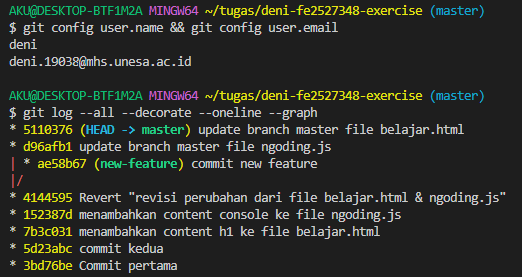 AKU@DESKTOP-BTF1M2A MINGW64 ~/tugas/deni-fe2527348-exercise (master)
$ git config user.name && git config user.email
deni
deni.19038@mhs.unesa.ac.id
AKU@DESKTOP-BTF1M2A MINGW64 ~/tugas/deni-fe2527348-exercise (master)
$ git log --all --decorate --oneline --graph
* 5110376 (HEAD -> master) update branch master file belajar.html
* d96afb1 update branch master file ngoding.js
| * ae58b67 (new-feature) commit new feature
|/
* 4144595 Revert "revisi perubahan dari file belajar.html & ngoding.js"
* 152387d menambahkan content console ke file ngoding.js
* 7b3c031 menambahkan content h1 ke file belajar.html
* 5d23abc commit kedua
* 3bd76be Commit pertama